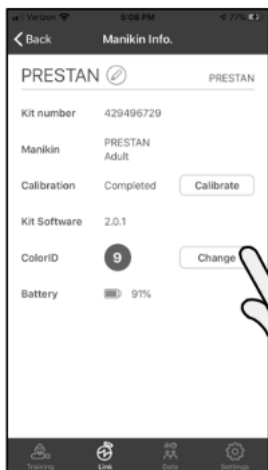 Verizon 5:08 PM 77%
Back Manikin Info.
PRESTAN PRESTAN
Kit number 429496729
Manikin PRESTAN
Adult
Calibration Completed Calibrate
Kit Software 2.0.1
ColorID 9 Change
Battery 91%
Training Link Data Settings